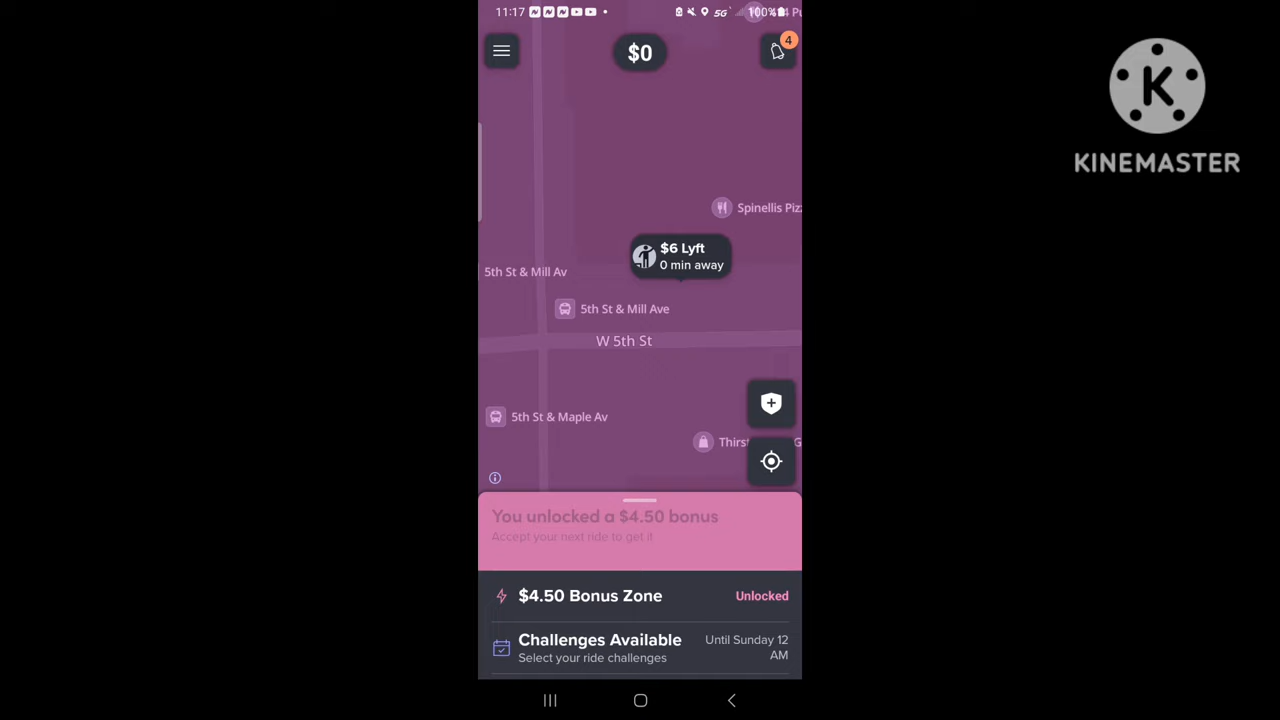 11:17
5G
100%
$0
4
KINEMASTER
Spinellis
$6 Lyft
0 min away
5th St & Mill Av
5th St & Mill Ave
W 5th St
5th St & Maple Av
You unlocked a $4.50 bonus
Accept your next ride to get it
$4.50 Bonus Zone
Unlocked
Challenges Available
Select your ride challenges
Until Sunday 12
AM